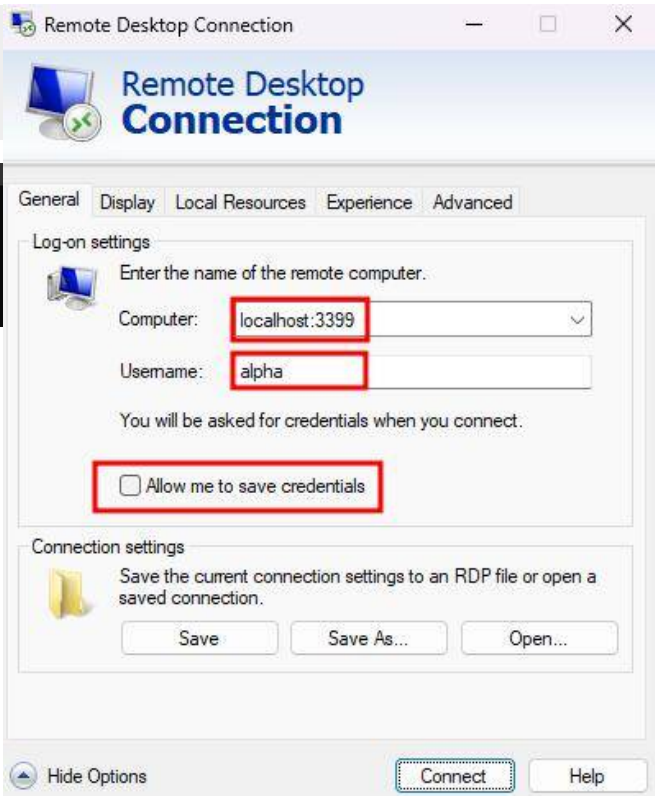 Remote Desktop Connection
Remote Desktop
Connection
General Display Local Resources Experience Advanced
Log-on settings
Enter the name of the remote computer.
Computer: localhost:3399
Username: alpha
You will be asked for credentials when you connect.
Allow me to save credentials
Connection settings
Save the current connection settings to an RDP file or open a
saved connection.
Save Save As... Open...
Hide Options Connect Help